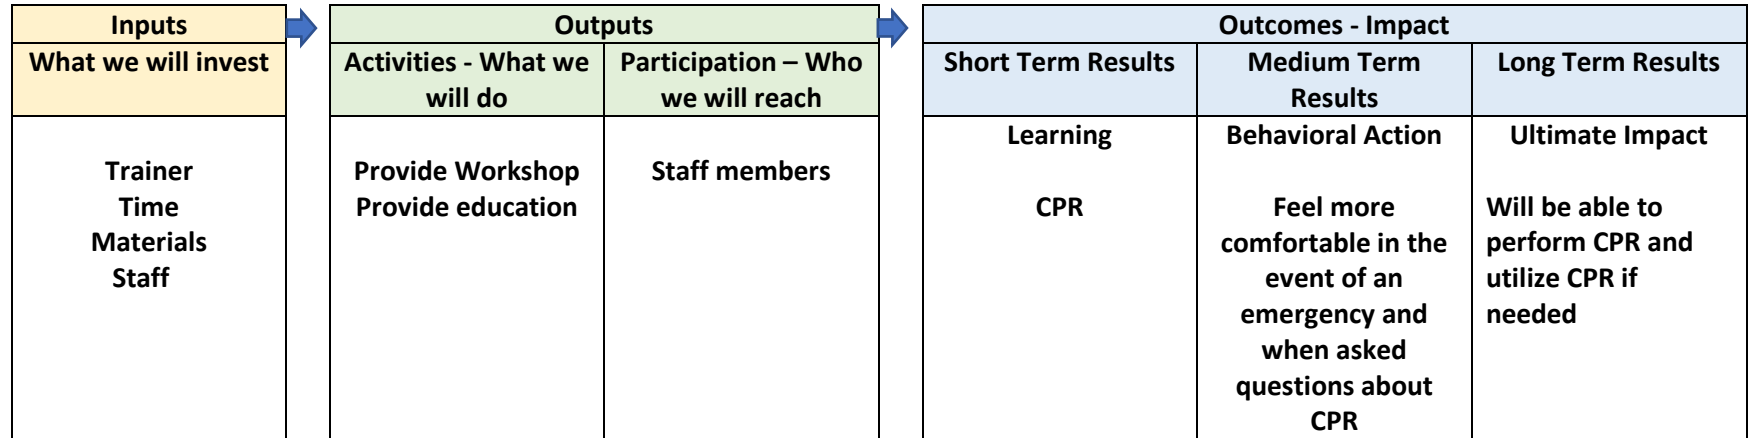 Inputs
What we will invest
Trainer
Time
Materials
Staff
Outputs
Activities - What we
will do
Provide Workshop
Provide education
Participation – Who
we will reach
Staff members
Outcomes - Impact
Short Term Results
Learning
CPR
Medium Term
Results
Behavioral Action
Feel more
comfortable in the
event of an
emergency and
when asked
questions about
CPR
Long Term Results
Ultimate Impact
Will be able to
perform CPR and
utilize CPR if
needed